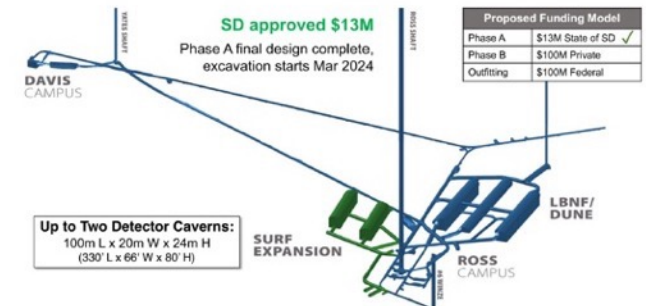 YATES SHAFT
ROSS SHAFT
SD approved $13M
Phase A final design complete,
excavation starts Mar 2024
Proposed Funding Model
Phase A $13M State of SD ✓
Phase B $100M Private
Outfitting $100M Federal
DAVIS
CAMPUS
Up to Two Detector Caverns:
100m L x 20m W x 24m H
(330' L x 66' W x 80' H)
SURF
EXPANSION
LBNF/
DUNE
ROSS
CAMPUS
#6 WINZE